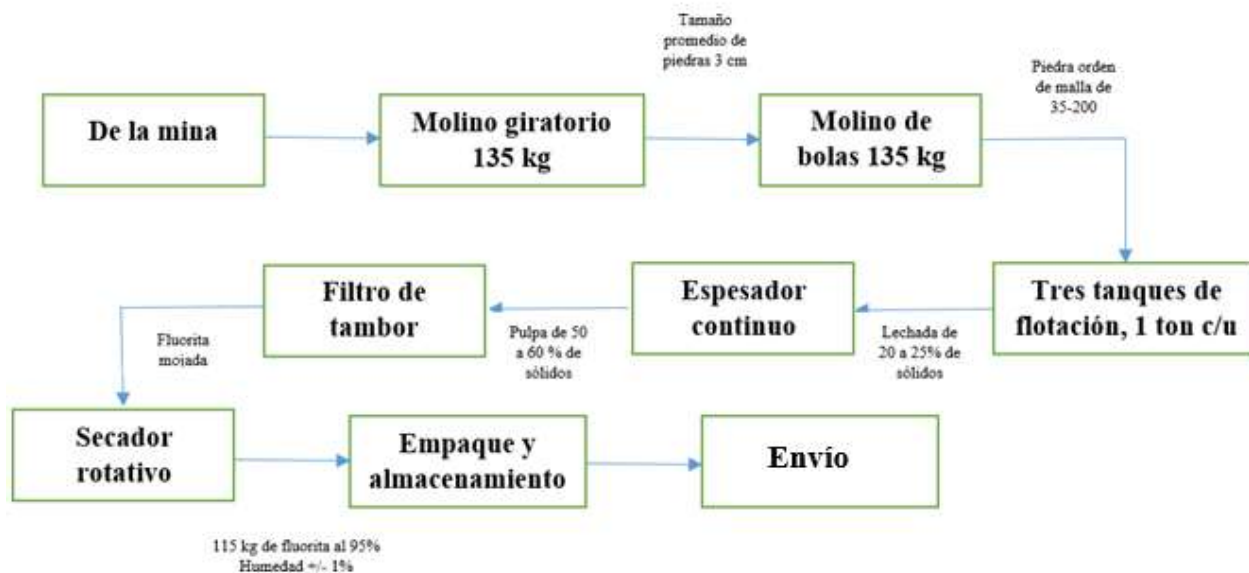 De la mina
Molino giratorio
135 kg
Tamaño
promedio de
piedras 3 cm
Molino de
bolas 135 kg
Piedra orden
de malla de
35-200
Tres tanques de
flotación, 1 ton c/u
Lechada de
20 a 25% de
sólidos
Espesador
continuo
Pulpa de 50
a 60 % de
sólidos
Filtro de
tambor
Fluorita
mojada
Secador
rotativo
115 kg de fluorita al 95%
Humedad +/- 1%
Empaque y
almacenamiento
Envío